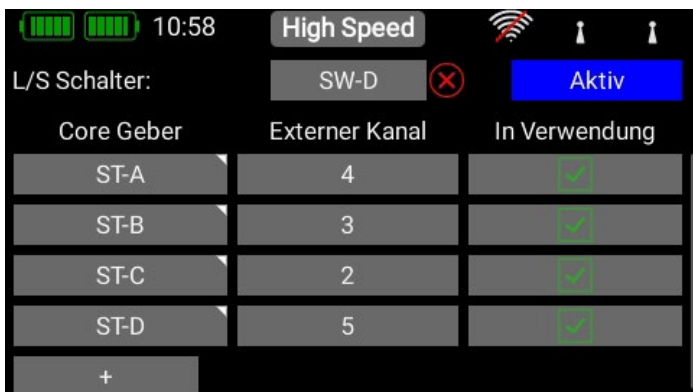 10:58 High Speed
L/S Schalter: SW-D Aktiv
Core Geber Externer Kanal In Verwendung
ST-A 4
ST-B 3
ST-C 2
ST-D 5
+